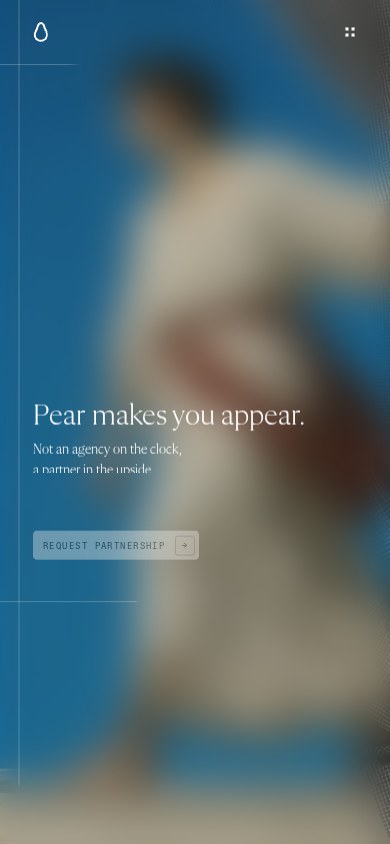 Pear makes you appear.
Not an agency on the clock,
a partner in the upside
REQUEST PARTNERSHIP →